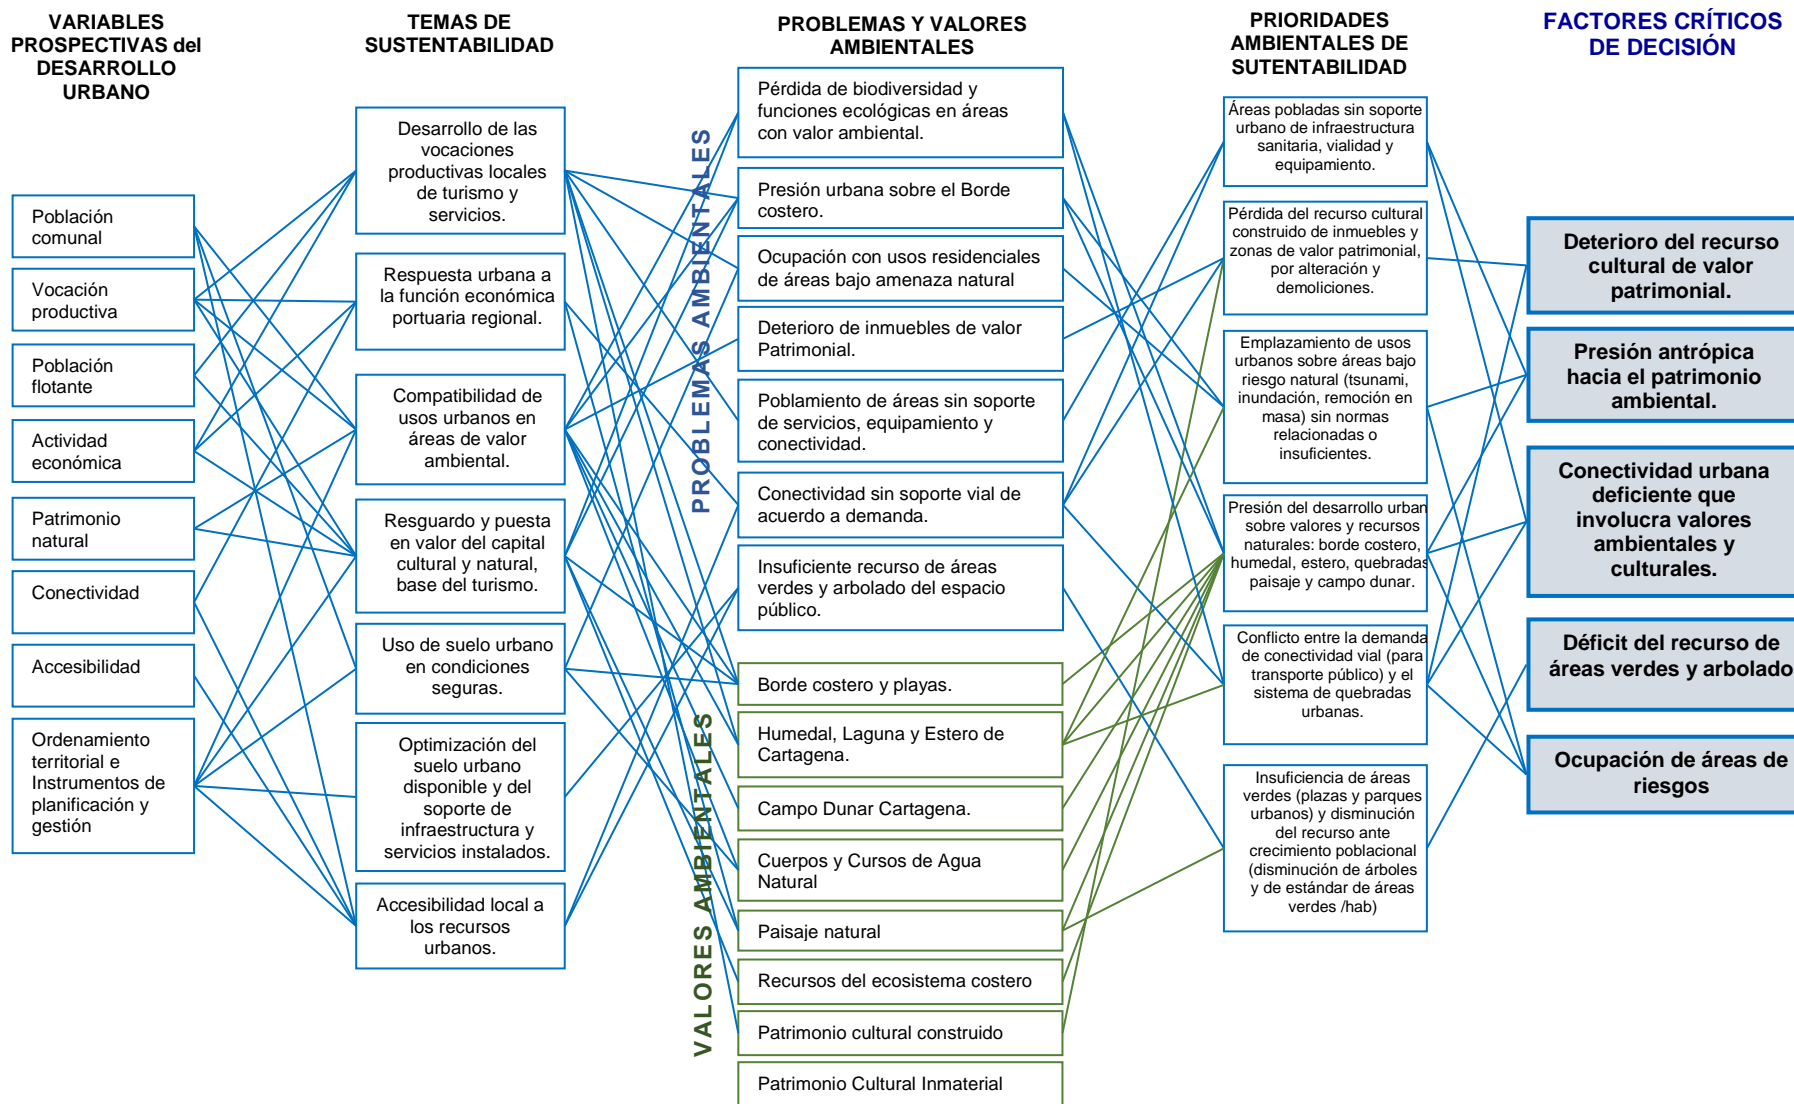 VARIABLES
PROSPECTIVAS del
DESARROLLO
URBANO
Población
comunal
Vocación
productiva
Población
flotante
Actividad
económica
Patrimonio
natural
Conectividad
Accesibilidad
Ordenamiento
territorial e
Instrumentos de
planificación y
gestión
TEMAS DE
SUSTENTABILIDAD
Desarrollo de las
vocaciones
productivas locales
de turismo y
servicios.
Respuesta urbana a
la función económica
portuaria regional.
Compatibilidad de
usos urbanos en
áreas de valor
ambiental.
Resguardo y puesta
en valor del capital
cultural y natural,
base del turismo.
Uso de suelo urbano
en condiciones
seguras.
Optimización del
suelo urbano
disponible y del
soporte de
infraestructura y
servicios instalados.
Accesibilidad local a
los recursos
urbanos.
PROBLEMAS Y VALORES
AMBIENTALES
PROBLEMAS AMBIENTALES
Pérdida de biodiversidad y
funciones ecológicas en áreas
con valor ambiental.
Presión urbana sobre el Borde
costero.
Ocupación con usos residenciales
de áreas bajo amenaza natural
Deterioro de inmuebles de valor
Patrimonial.
Poblamiento de áreas sin soporte
de servicios, equipamiento y
conectividad.
Conectividad sin soporte vial de
acuerdo a demanda.
Insuficiente recurso de áreas
verdes y arbolado del espacio
público.
VALORES AMBIENTALES
Borde costero y playas.
Humedal, Laguna y Estero de
Cartagena.
Campo Dunar Cartagena.
Cuerpos y Cursos de Agua
Natural
Paisaje natural
Recursos del ecosistema costero
Patrimonio cultural construido
Patrimonio Cultural Inmaterial
PRIORIDADES
AMBIENTALES DE
SUTENTABILIDAD
Áreas pobladas sin soporte
urbano de infraestructura
sanitaria, vialidad y
equipamiento.
Pérdida del recurso cultural
construido de inmuebles y
zonas de valor patrimonial,
por alteración y
demoliciones.
Emplazamiento de usos
urbanos sobre áreas bajo
riesgo natural (tsunami,
inundación, remoción en
masa) sin normas
relacionadas o
insuficientes.
Presión del desarrollo urban
sobre valores y recursos
naturales: borde costero,
humedal, estero, quebradas
paisaje y campo dunar.
Conflicto entre la demanda
de conectividad vial (para
transporte público) y el
sistema de quebradas
urbanas.
Insuficiencia de áreas
verdes (plazas y parques
urbanos) y disminución
del recurso ante
crecimiento poblacional
(disminución de árboles
y de estándar de áreas
verdes /hab)
FACTORES CRÍTICOS
DE DECISIÓN
Deterioro del recurso
cultural de valor
patrimonial.
Presión antrópica
hacia el patrimonio
ambiental.
Conectividad urbana
deficiente que
involucra valores
ambientales y
culturales.
Déficit del recurso de
áreas verdes y arbolado
Ocupación de áreas de
riesgos